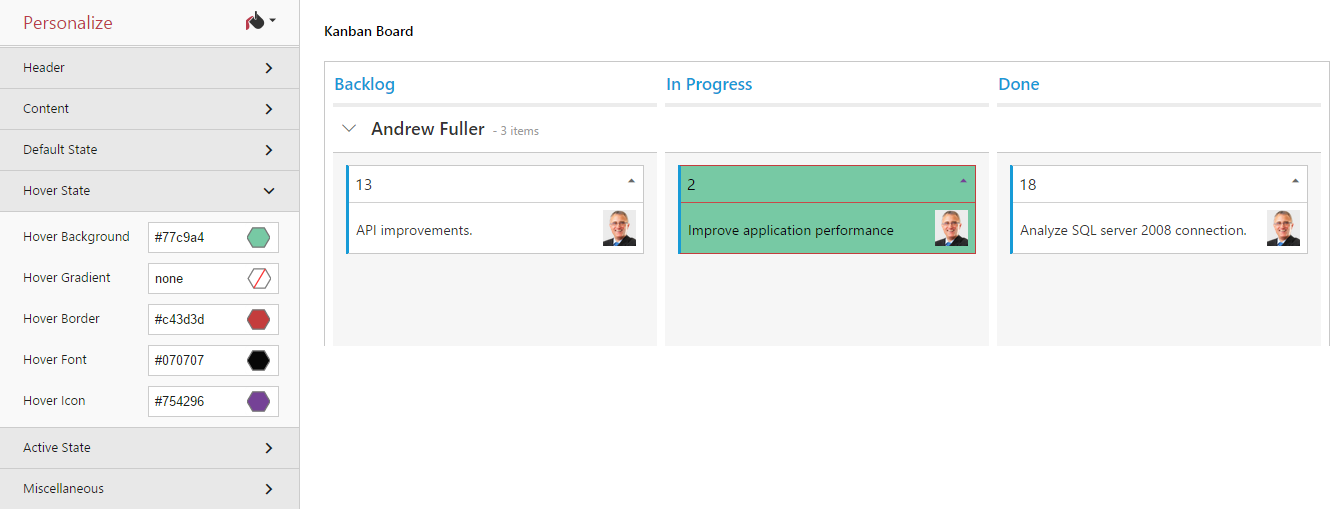 Personalize
Header
Content
Default State
Hover State
Hover Background #77c9a4
Hover Gradient none
Hover Border #c43d3d
Hover Font #070707
Hover Icon #754296
Active State
Miscellaneous
Kanban Board
Backlog In Progress Done
Andrew Fuller - 3 items
13 2 18
API improvements. Improve application performance Analyze SQL server 2008 connection.